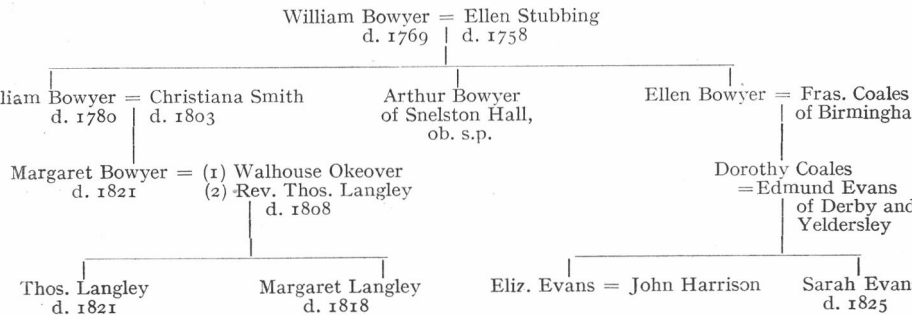 William Bowyer = Ellen Stubbing
d. 1769 d. 1758
liam Bowyer = Christiana Smith
d. 1780 d. 1803
Arthur Bowyer
of Snelston Hall,
ob. s.p.
Ellen Bowyer = Fras. Coales
of Birmingha
Margaret Bowyer = (1) Walhouse Okeover
d. 1821 (2) Rev. Thos. Langley
d. 1808
Dorothy Coales
=Edmund Evans
of Derby and
Yeldersley
Thos. Langley
d. 1821
Margaret Langley
d. 1818
Eliz. Evans = John Harrison
Sarah Evan
d. 1825